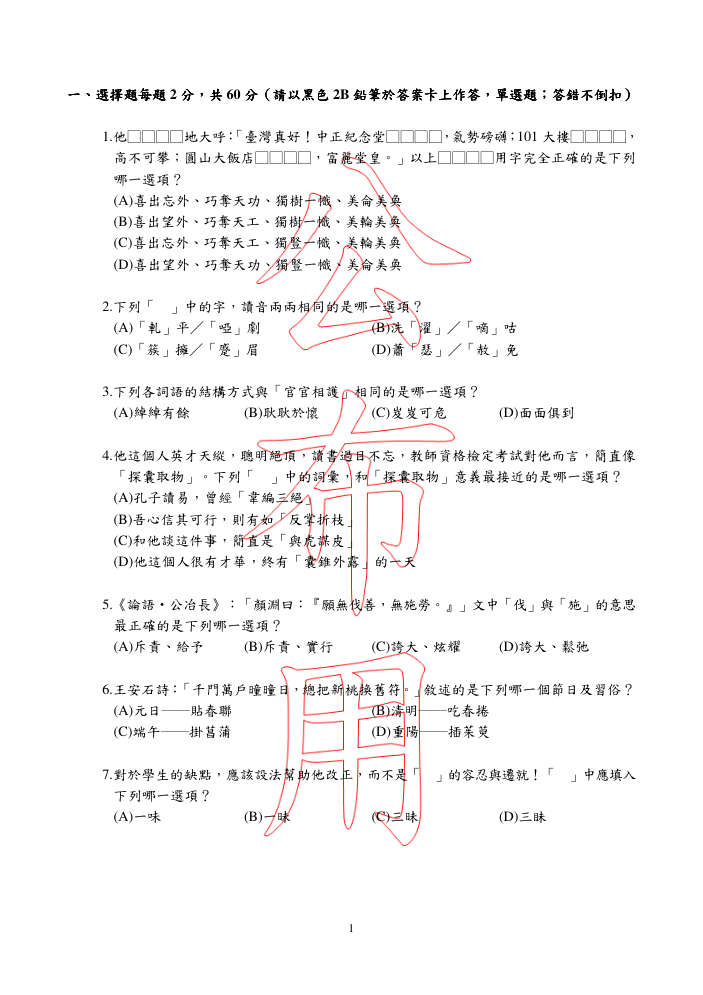 一、選擇題每題 2 分，共 60 分（請以黑色 2B 鉛筆於答案卡上作答，單選題；答錯不倒扣）
1.他□□□□地大呼：「臺灣真好！中正紀念堂□□□□，氣勢磅礡；101 大樓□□□□，
高不可攀；圓山大飯店□□□□，富麗堂皇。」以上□□□□用字完全正確的是下列
哪一選項？
(A)喜出忘外、巧奪天功、獨樹一幟、美侖美奐
(B)喜出望外、巧奪天工、獨樹一幟、美輪美奐
(C)喜出忘外、巧奪天工、獨豎一幟、美輪美奐
(D)喜出望外、巧奪天功、獨豎一幟、美侖美奐
2.下列「　」中的字，讀音兩兩相同的是哪一選項？
(A)「軋」平／「啞」劇 (B)洗「濯」／「嘀」咕
(C)「簇」擁／「蹙」眉 (D)蕭「瑟」／「赦」免
3.下列各詞語的結構方式與「官官相護」相同的是哪一選項？
(A)綽綽有餘 (B)耿耿於懷 (C)岌岌可危 (D)面面俱到
4.他這個人英才天縱，聰明絕頂，讀書過目不忘，教師資格檢定考試對他而言，簡直像
「探囊取物」。下列「　」中的詞彙，和「探囊取物」意義最接近的是哪一選項？
(A)孔子讀易，曾經「韋編三絕」
(B)吾心信其可行，則有如「反掌折枝」
(C)和他談這件事，簡直是「與虎謀皮」
(D)他這個人很有才華，終有「囊錐外露」的一天
5.《論語‧公冶長》：「顏淵曰：『願無伐善，無施勞。』」文中「伐」與「施」的意思
最正確的是下列哪一選項？
(A)斥責、給予 (B)斥責、實行 (C)誇大、炫耀 (D)誇大、鬆弛
6.王安石詩：「千門萬戶曈曈日，總把新桃換舊符。」敘述的是下列哪一個節日及習俗？
(A)元日──貼春聯 (B)清明──吃春捲
(C)端午──掛菖蒲 (D)重陽──插茱萸
7.對於學生的缺點，應該設法幫助他改正，而不是「　」的容忍與遷就！「　」中應填入
下列哪一選項？
(A)一味 (B)一昧 (C)三昧 (D)三眛
1
公
布
用